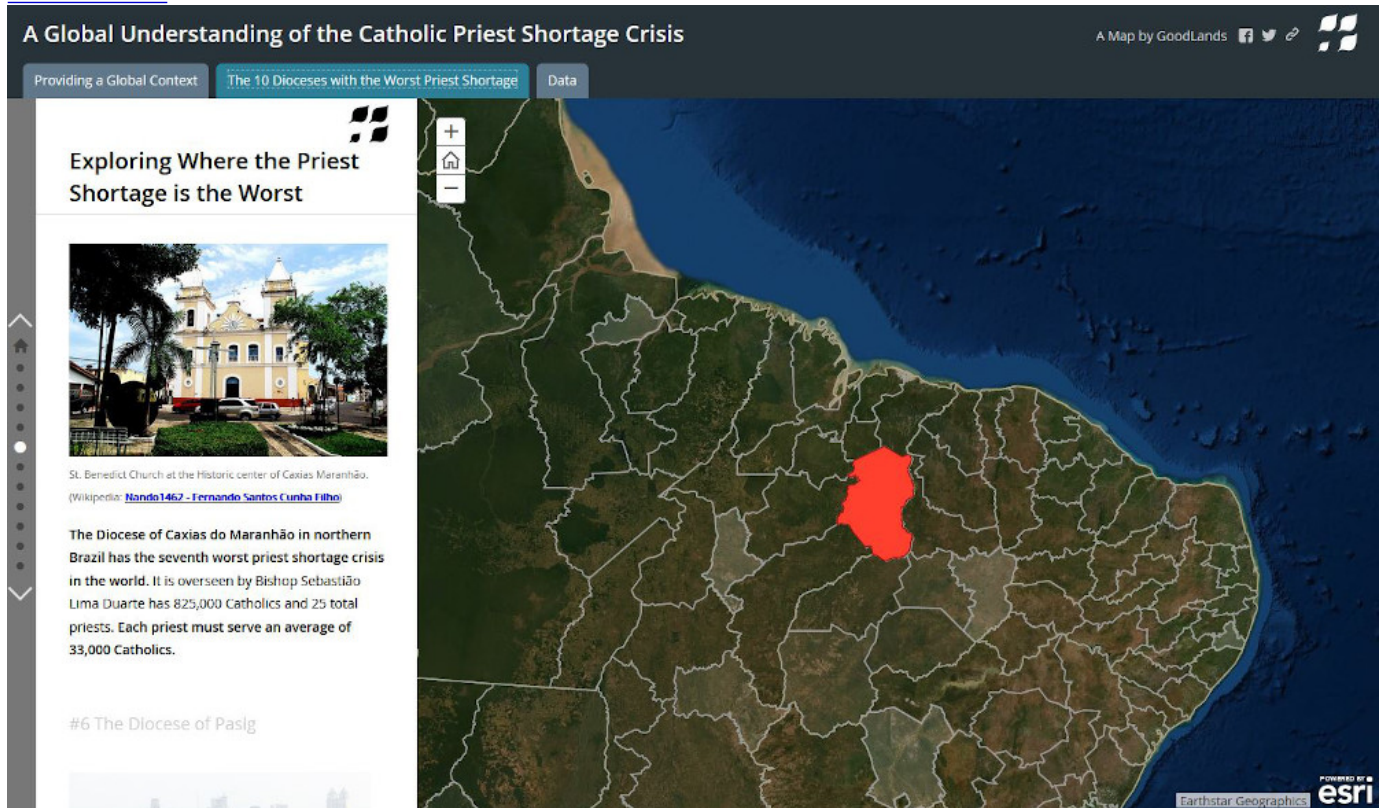 A Global Understanding of the Catholic Priest Shortage Crisis
A Map by GoodLands
Providing a Global Context
The 10 Dioceses with the Worst Priest Shortage
Data
Exploring Where the Priest
Shortage is the Worst
St. Benedict Church at the Historic center of Caxias Maranhão.
(Wikipedia: Nando1462 - Fernando Santos Cunha Filho)
The Diocese of Caxias do Maranhão in northern
Brazil has the seventh worst priest shortage crisis
in the world. It is overseen by Bishop Sebastião
Lima Duarte has 825,000 Catholics and 25 total
priests. Each priest must serve an average of
33,000 Catholics.
#6 The Diocese of Pasig
Earthstar Geographics
POWERED BY
esri